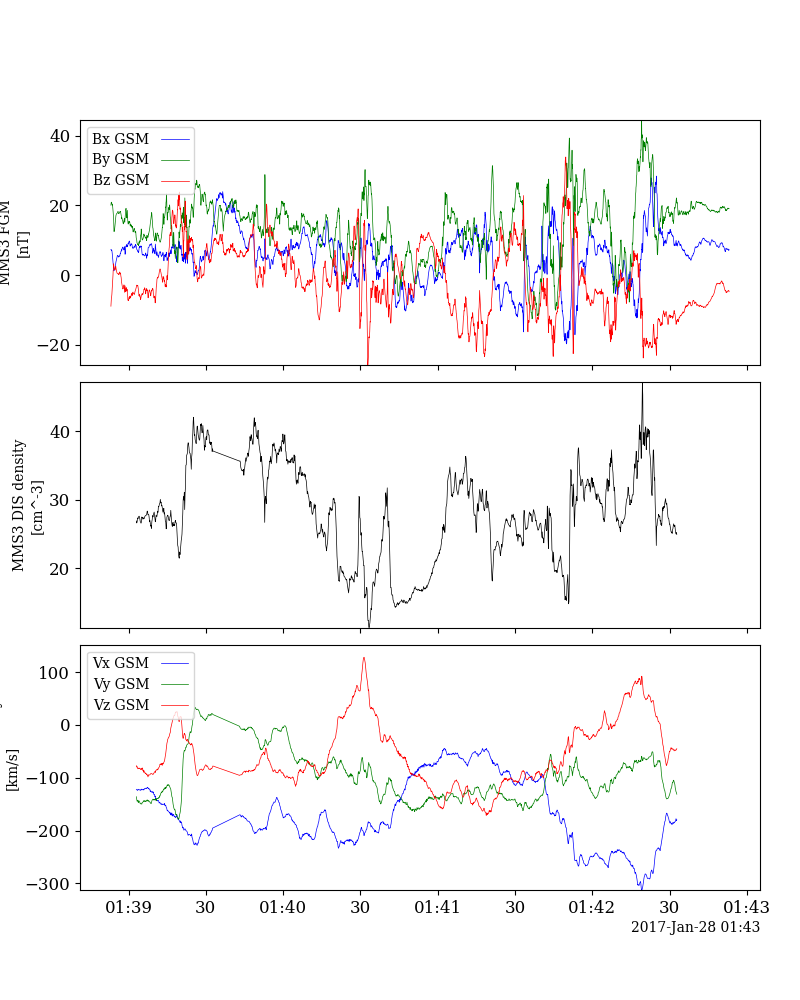 Bx GSM
By GSM
Bz GSM
40
20
0
−20
MMS3 FGM
[nT]
40
30
20
MMS3 DIS density
[cm^-3]
Vx GSM
Vy GSM
Vz GSM
100
0
−100
−200
−300
[km/s]
01:39 30 01:40 30 01:41 30 01:42 30 01:43
2017-Jan-28 01:43